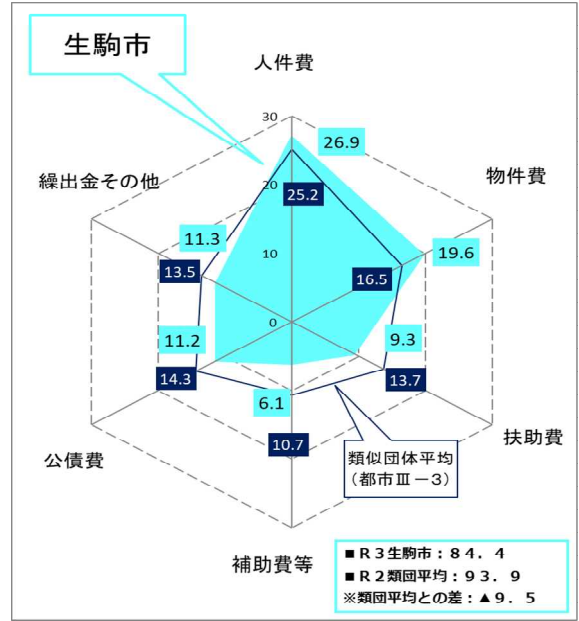 生駒市
人件費
30
26.9
物件費
繰出金その他
20
25.2
11.3
19.6
10
13.5
16.5
0
11.2
9.3
14.3
13.7
6.1
10.7
公債費
類似団体平均
（都市Ⅲ－3）
扶助費
補助費等
■Ｒ３生駒市：８４．４
■Ｒ２類団平均：９３．９
※類団平均との差：▲９．５